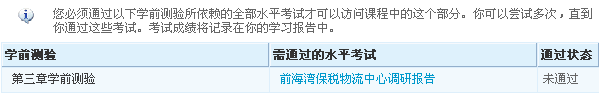 您必须通过以下学前测验所依赖的全部水平考试才可以访问课程中的这个部分。你可以尝试多次，直到
你通过这些考试。考试成绩将记录在你的学习报告中。
学前测验 需通过的水平考试 通过状态
第三章学前测验 前海湾保税物流中心调研报告 未通过